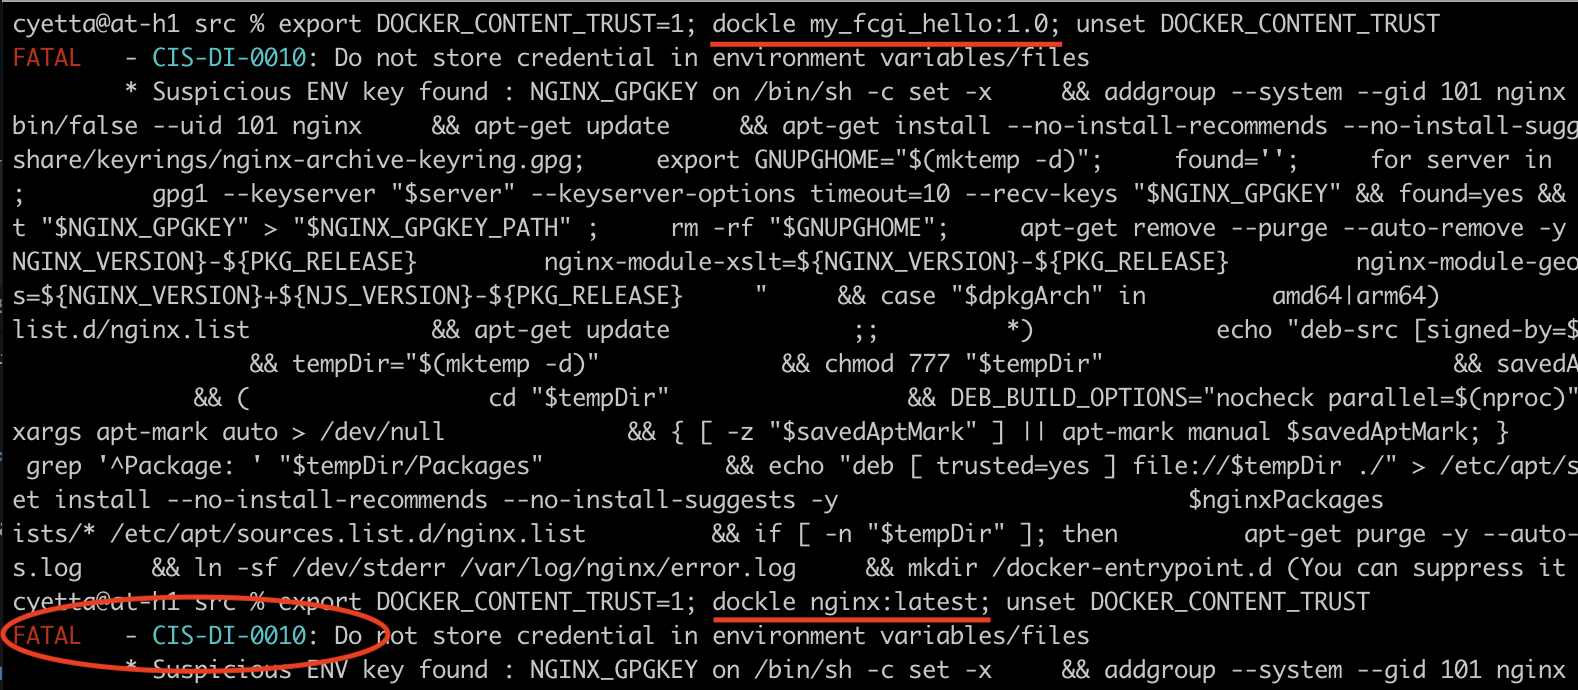 cyetta@at-h1 src % export DOCKER_CONTENT_TRUST=1; dockle my_fcgi_hello:1.0; unset DOCKER_CONTENT_TRUST
FATAL   - CIS-DI-0010: Do not store credential in environment variables/files
        * Suspicious ENV key found : NGINX_GPGKEY on /bin/sh -c set -x     && addgroup --system --gid 101 nginx
bin/false --uid 101 nginx     && apt-get update     && apt-get install --no-install-recommends --no-install-sugg
share/keyrings/nginx-archive-keyring.gpg;     export GNUPGHOME="$(mktemp -d)";     found='';     for server in
;         gpg1 --keyserver "$server" --keyserver-options timeout=10 --recv-keys "$NGINX_GPGKEY" && found=yes &&
t "$NGINX_GPGKEY" > "$NGINX_GPGKEY_PATH" ;     rm -rf "$GNUPGHOME";     apt-get remove --purge --auto-remove -y
NGINX_VERSION}-${PKG_RELEASE}         nginx-module-xslt=${NGINX_VERSION}-${PKG_RELEASE}         nginx-module-geo
s=${NGINX_VERSION}+${NJS_VERSION}-${PKG_RELEASE}     "     && case "$dpkgArch" in         amd64|arm64)
list.d/nginx.list             && apt-get update             ;;         *)             echo "deb-src [signed-by=$
                 && tempDir="$(mktemp -d)"             && chmod 777 "$tempDir"                         && savedA
             && (                 cd "$tempDir"                 && DEB_BUILD_OPTIONS="nocheck parallel=$(nproc)"
xargs apt-mark auto > /dev/null             && { [ -z "$savedAptMark" ] || apt-mark manual $savedAptMark; }
 grep '^Package: ' "$tempDir/Packages"             && echo "deb [ trusted=yes ] file://$tempDir ./" > /etc/apt/s
et install --no-install-recommends --no-install-suggests -y                         $nginxPackages
ists/* /etc/apt/sources.list.d/nginx.list         && if [ -n "$tempDir" ]; then         apt-get purge -y --auto-
s.log     && ln -sf /dev/stderr /var/log/nginx/error.log     && mkdir /docker-entrypoint.d (You can suppress it
cyetta@at-h1 src % export DOCKER_CONTENT_TRUST=1; dockle nginx:latest; unset DOCKER_CONTENT_TRUST
FATAL   - CIS-DI-0010: Do not store credential in environment variables/files
        * Suspicious ENV key found : NGINX_GPGKEY on /bin/sh -c set -x     && addgroup --system --gid 101 nginx